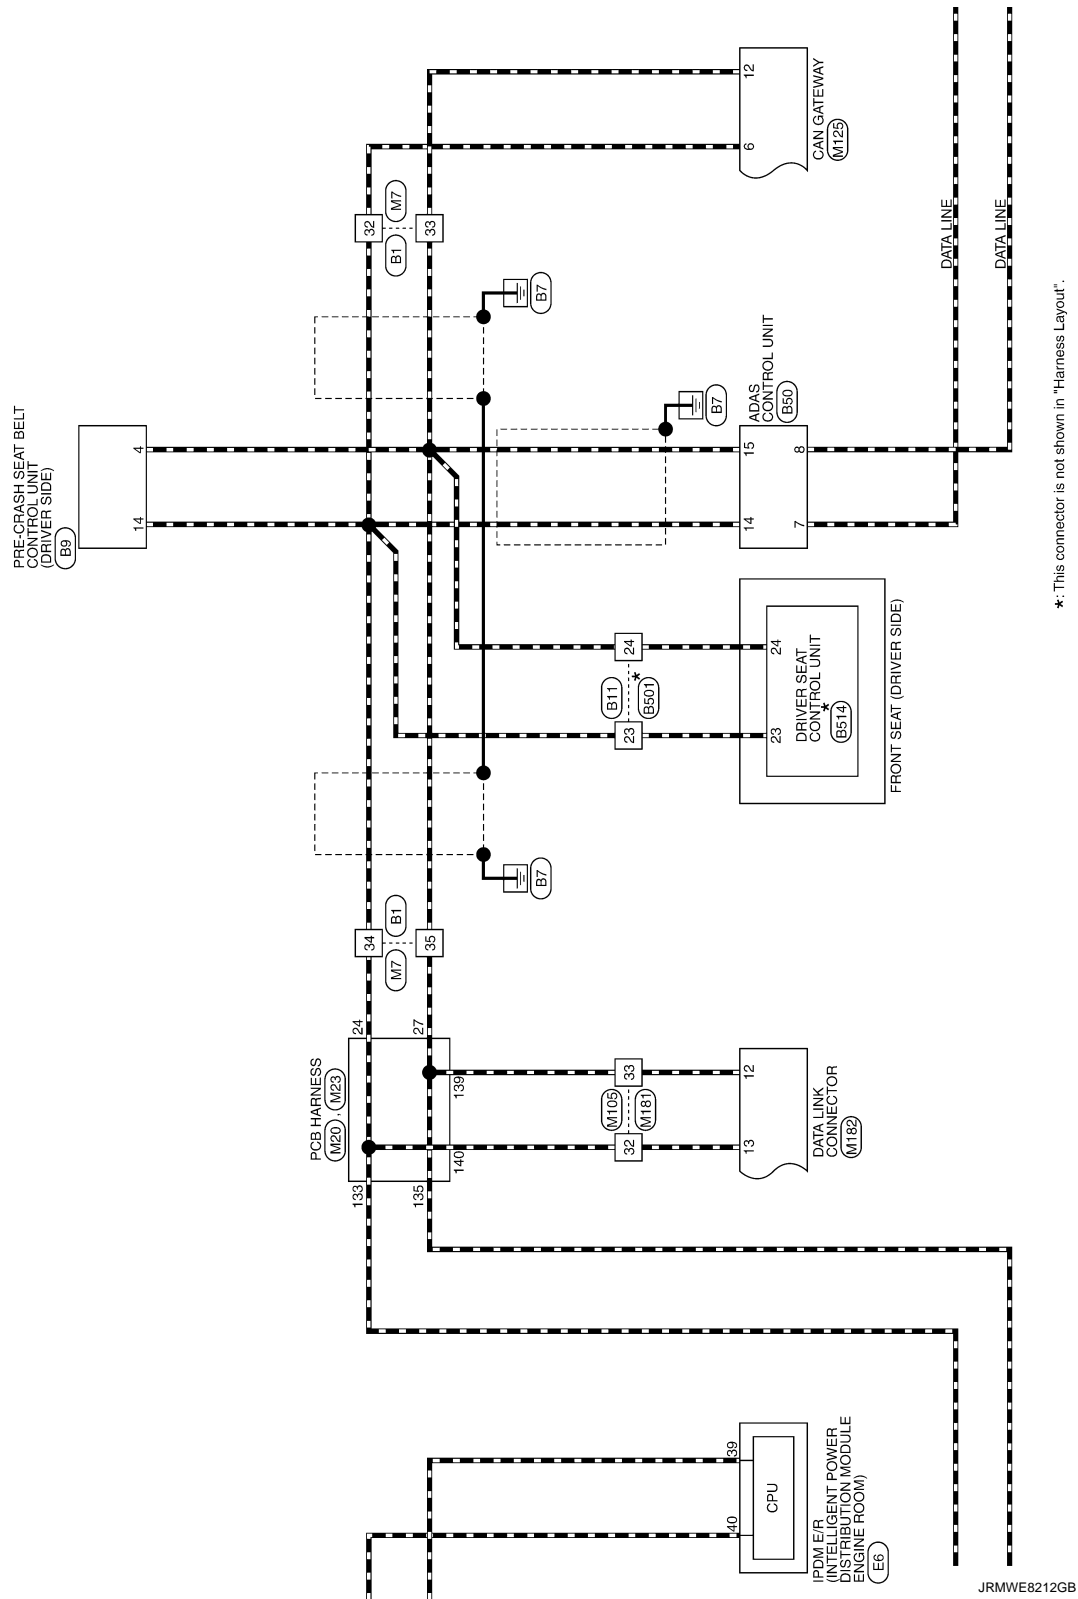 PRE-CRASH SEAT BELT
CONTROL UNIT
(DRIVER SIDE)
B9
4
14
12
6
CAN GATEWAY
M125
32
33
M7
B1
B7
B7
DATA LINE
DATA LINE
ADAS
CONTROL UNIT
B50
15
14
8
7
24
23
B11
B501
*
24
23
DRIVER SEAT
CONTROL UNIT
*
B514
FRONT SEAT (DRIVER SIDE)
B7
34
35
B1
M7
PCB HARNESS
M20 , M23
24
27
139
140
133
135
33
32
M105
M181
12
13
DATA LINK
CONNECTOR
M182
39
40
CPU
IPDM E/R
(INTELLIGENT POWER
DISTRIBUTION MODULE
ENGINE ROOM)
E6
*: This connector is not shown in "Harness Layout".
JRMWE8212GB